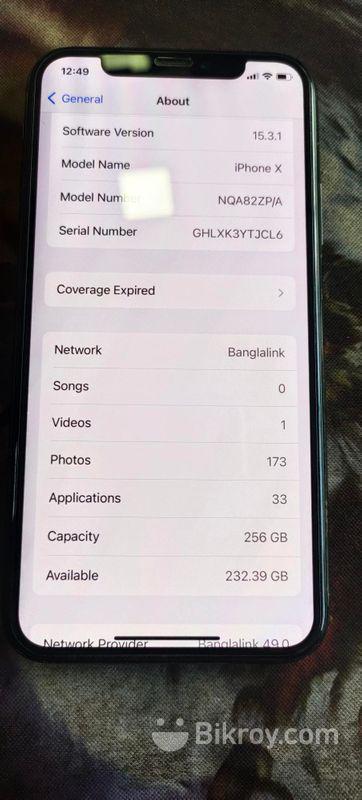 12:49
General
About
Software Version 15.3.1
Model Name iPhone X
Model Number NQA82ZP/A
Serial Number GHLXK3YTJCL6
Coverage Expired
Network Banglalink
Songs 0
Videos 1
Photos 173
Applications 33
Capacity 256 GB
Available 232.39 GB
Network Provider Banglalink 49.0
Bikroy.com